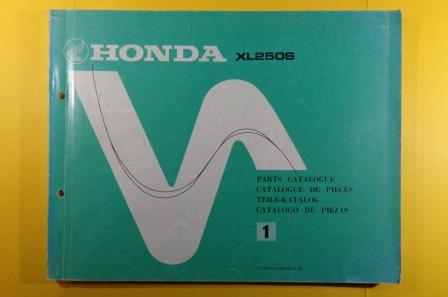 HONDA XL250S
PARTS CATALOGUE
CATALOGUE DE PIECES
TEILE-KATALOG
CATALOGO DE PIEZAS
1